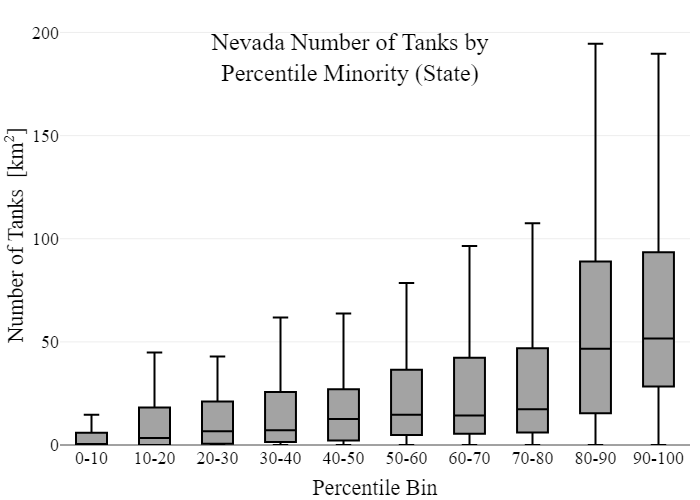 Nevada Number of Tanks by
Percentile Minority (State)
Number of Tanks [km²]
200
150
100
50
0
0-10 10-20 20-30 30-40 40-50 50-60 60-70 70-80 80-90 90-100
Percentile Bin